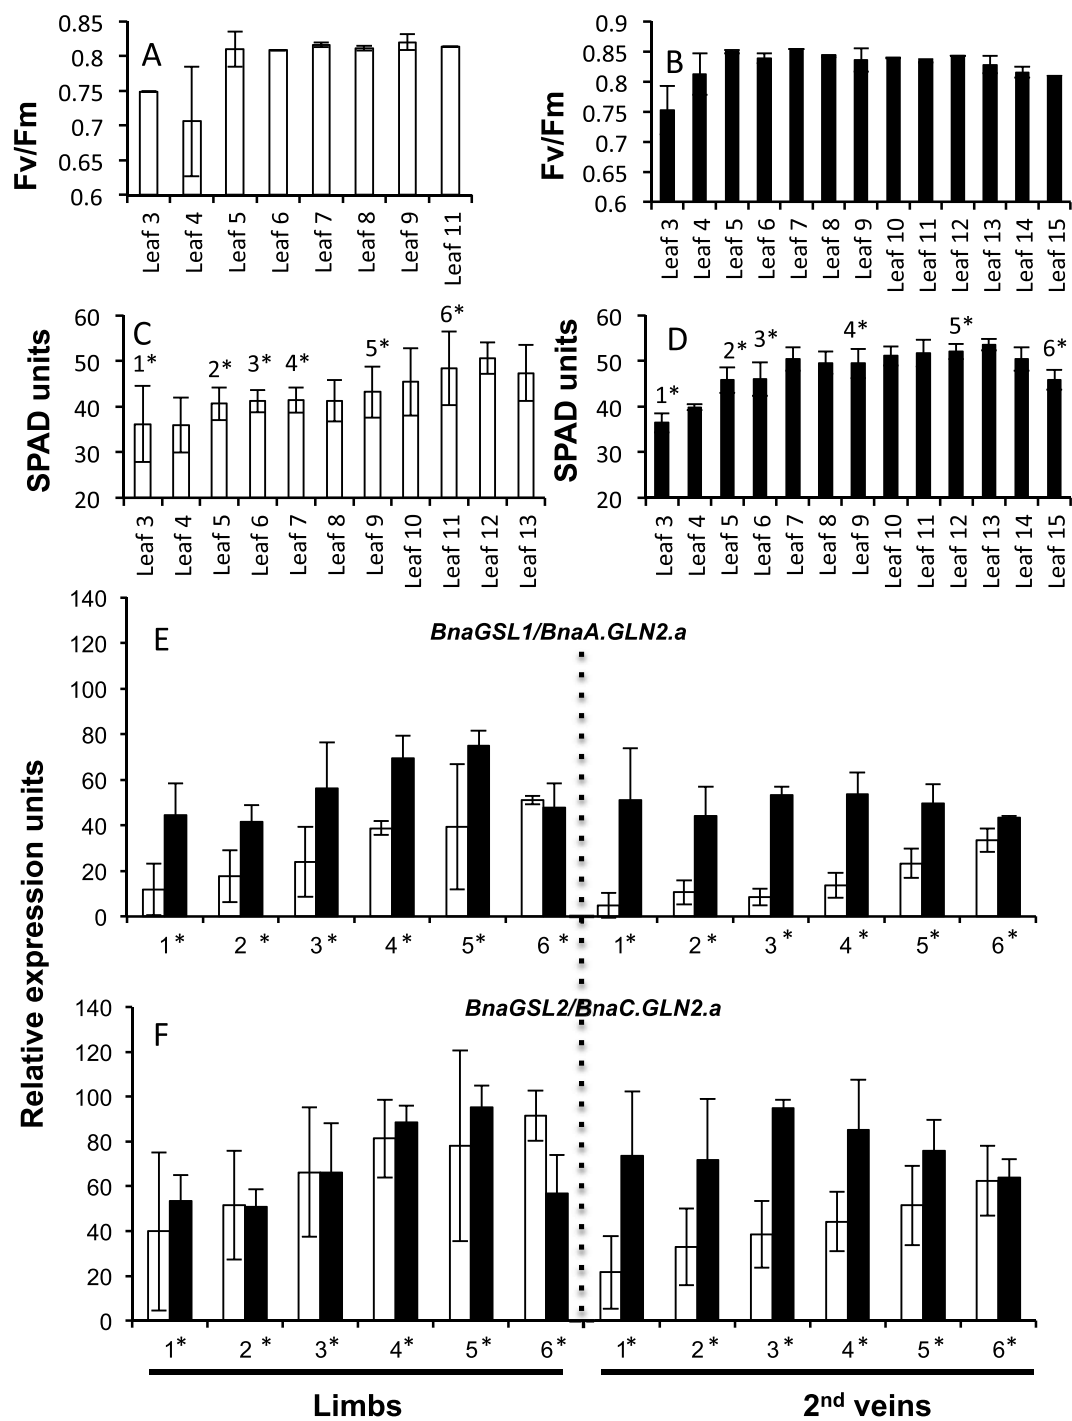 A
Fv/Fm
0.85
0.8
0.75
0.7
0.65
0.6
Leaf 3
Leaf 4
Leaf 5
Leaf 6
Leaf 7
Leaf 8
Leaf 9
Leaf 11
B
Fv/Fm
0.9
0.85
0.8
0.75
0.7
0.65
0.6
Leaf 3
Leaf 4
Leaf 5
Leaf 6
Leaf 7
Leaf 8
Leaf 9
Leaf 10
Leaf 11
Leaf 12
Leaf 13
Leaf 14
Leaf 15
C
SPAD units
60
50
40
30
20
1*
2*
3*
4*
5*
6*
Leaf 3
Leaf 4
Leaf 5
Leaf 6
Leaf 7
Leaf 8
Leaf 9
Leaf 10
Leaf 11
Leaf 12
Leaf 13
D
SPAD units
60
50
40
30
20
1*
2*
3*
4*
5*
6*
Leaf 3
Leaf 4
Leaf 5
Leaf 6
Leaf 7
Leaf 8
Leaf 9
Leaf 10
Leaf 11
Leaf 12
Leaf 13
Leaf 14
Leaf 15
Relative expression units
E
BnaGSL1/BnaA.GLN2.a
140
120
100
80
60
40
20
0
1* 2 * 3* 4* 5* 6* 1* 2* 3* 4* 5* 6*
F
BnaGSL2/BnaC.GLN2.a
140
120
100
80
60
40
20
0
1* 2 * 3* 4* 5* 6* 1* 2* 3* 4* 5* 6*
Limbs
2nd veins